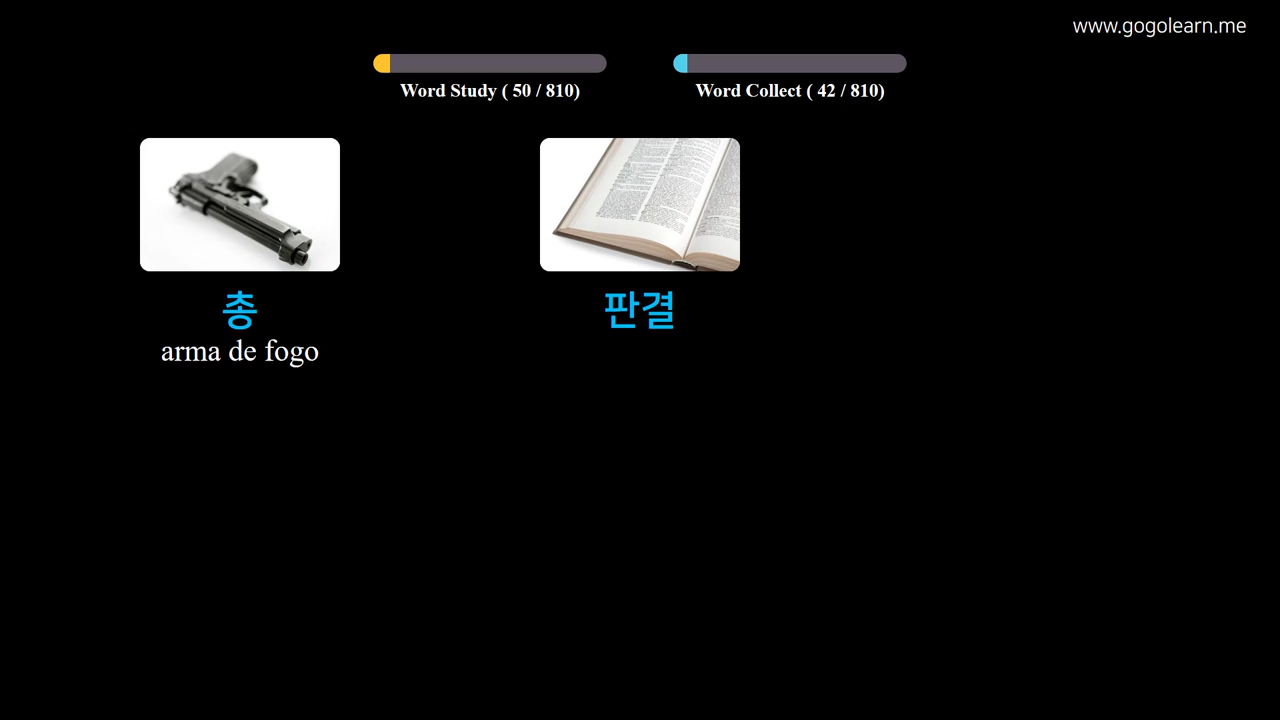 www.gogolearn.me
Word Study ( 50 / 810)
Word Collect ( 42 / 810)
총
판결
arma de fogo